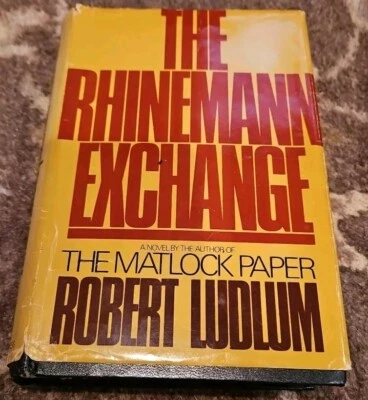 THE
RHINEMANN
EXCHANGE
A NOVEL BY THE AUTHOR OF
THE MATLOCK PAPER
ROBERT LUDLUM